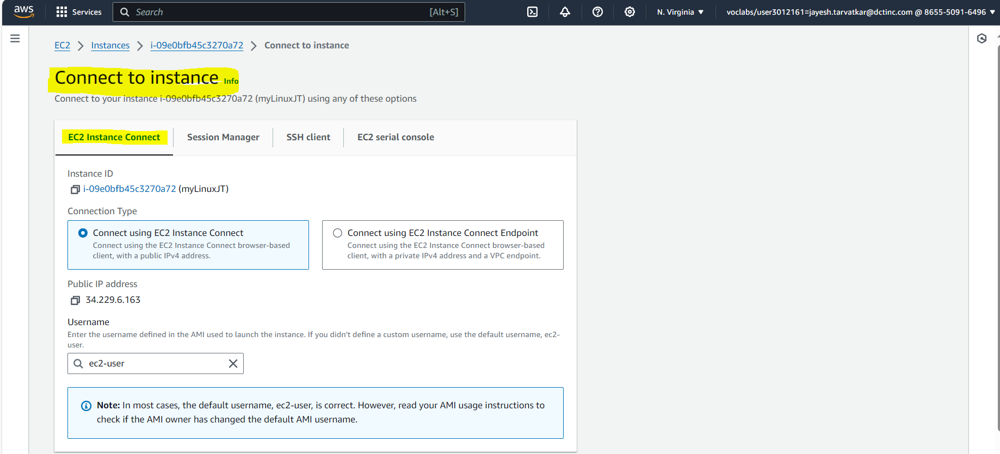 aws Services Search [Alt+S] N. Virginia voclabs/user3012161=jayesh.tarvatkar@dctinc.com @ 8655-5091-6496
EC2 Instances i-09e0bfb45c3270a72 Connect to instance
Connect to instance Info
Connect to your instance i-09e0bfb45c3270a72 (myLinuxJT) using any of these options
EC2 Instance Connect Session Manager SSH client EC2 serial console
Instance ID
i-09e0bfb45c3270a72 (myLinuxJT)
Connection Type
Connect using EC2 Instance Connect
Connect using the EC2 Instance Connect browser-based
client, with a public IPv4 address.
Connect using EC2 Instance Connect Endpoint
Connect using the EC2 Instance Connect browser-based
client, with a private IPv4 address and a VPC endpoint.
Public IP address
34.229.6.163
Username
Enter the username defined in the AMI used to launch the instance. If you didn't define a custom username, use the default username, ec2-
user.
ec2-user
Note: In most cases, the default username, ec2-user, is correct. However, read your AMI usage instructions to
check if the AMI owner has changed the default AMI username.